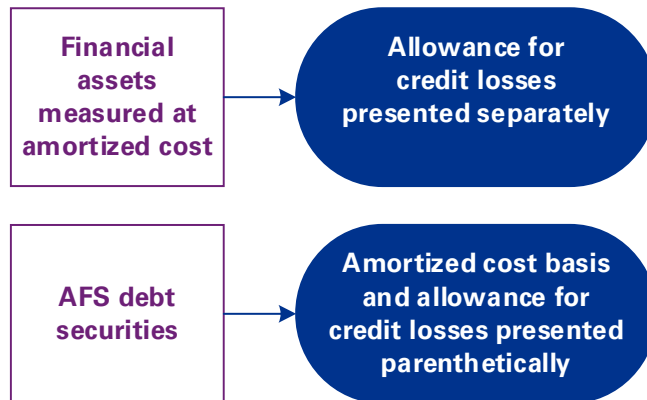 Financial
assets
measured at
amortized cost
Allowance for
credit losses
presented separately
AFS debt
securities
Amortized cost basis
and allowance for
credit losses presented
parenthetically